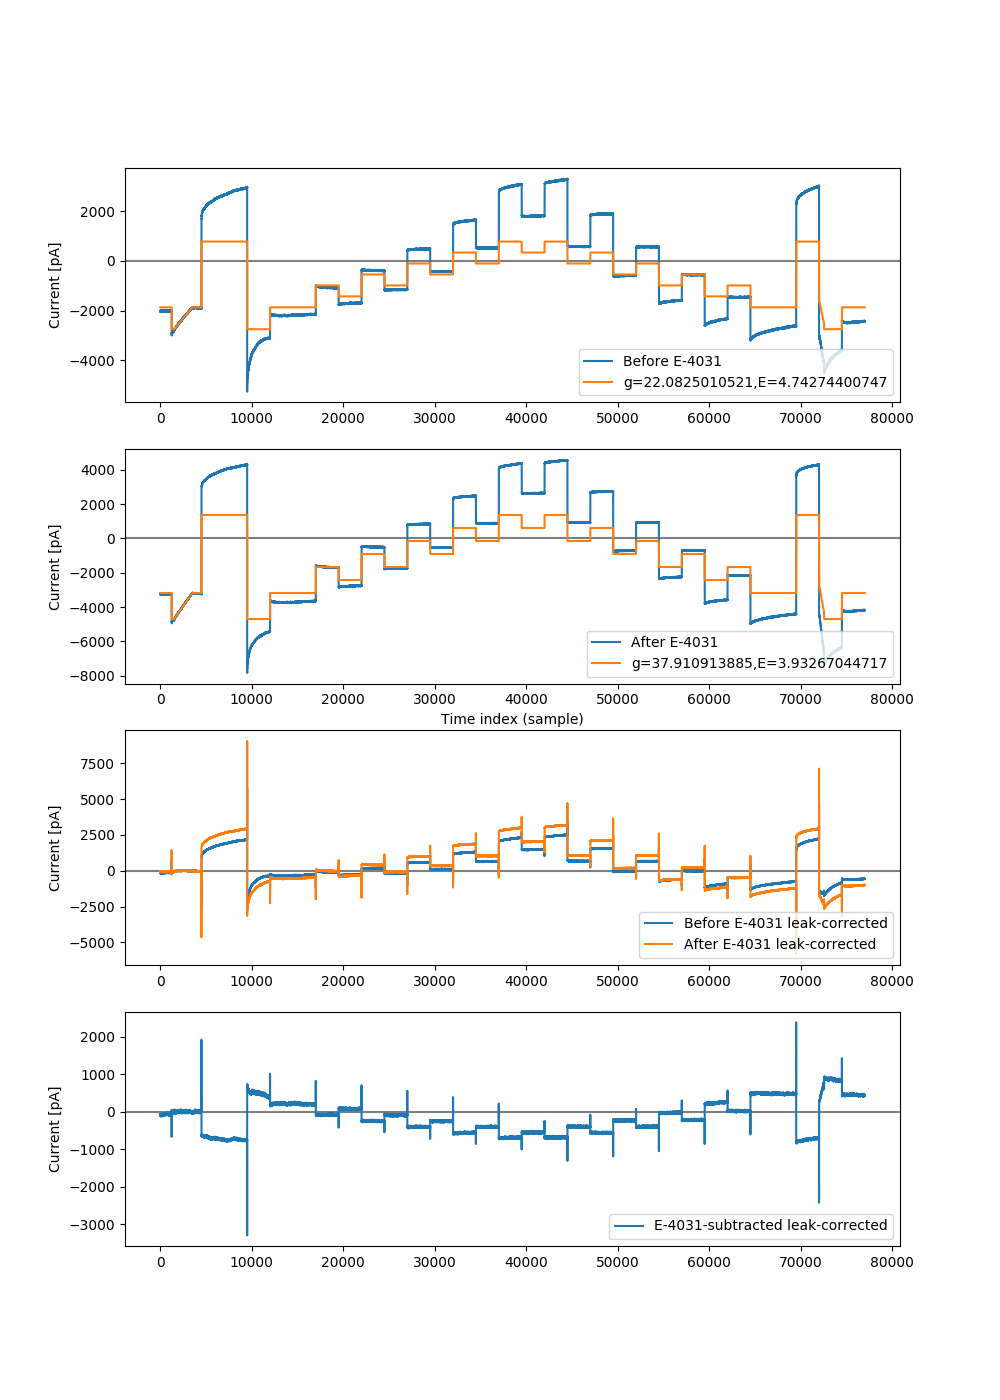 2000
0
−2000
−4000
Current [pA]
Before E-4031
g=22.0825010521,E=4.74274400747
0 10000 20000 30000 40000 50000 60000 70000 80000
4000
2000
0
−2000
−4000
−6000
−8000
Current [pA]
After E-4031
g=37.910913885,E=3.93267044717
0 10000 20000 30000 40000 50000 60000 70000 80000
Time index (sample)
7500
5000
2500
0
−2500
−5000
Current [pA]
Before E-4031 leak-corrected
After E-4031 leak-corrected
0 10000 20000 30000 40000 50000 60000 70000 80000
2000
1000
0
−1000
−2000
−3000
Current [pA]
E-4031-subtracted leak-corrected
0 10000 20000 30000 40000 50000 60000 70000 80000